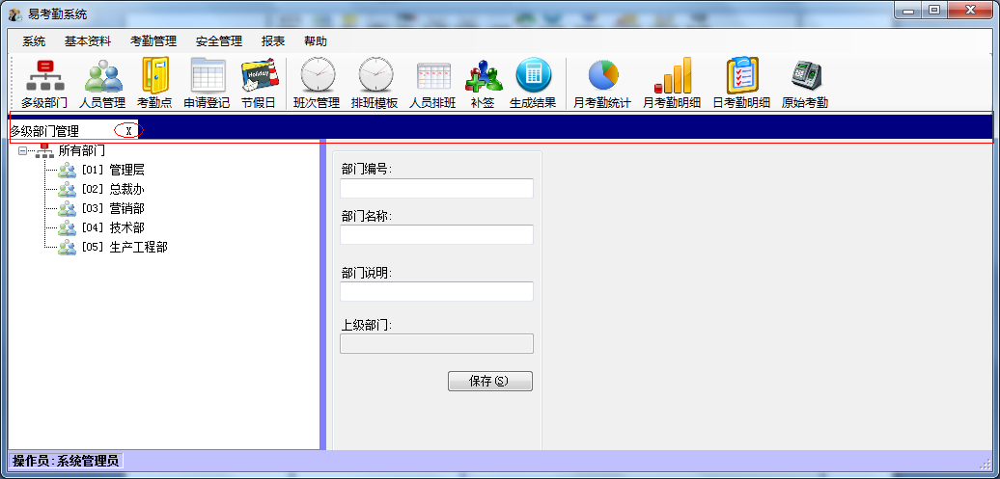 易考勤系统
系统 基本资料 考勤管理 安全管理 报表 帮助
Holiday
多级部门 人员管理 考勤点 申请登记 节假日 班次管理 排班模板 人员排班 补签 生成结果 月考勤统计 月考勤明细 日考勤明细 原始考勤
多级部门管理 X
所有部门
[01] 管理层
[02] 总裁办
[03] 营销部
[04] 技术部
[05] 生产工程部
部门编号:
部门名称:
部门说明:
上级部门:
保存(S)
操作员:系统管理员